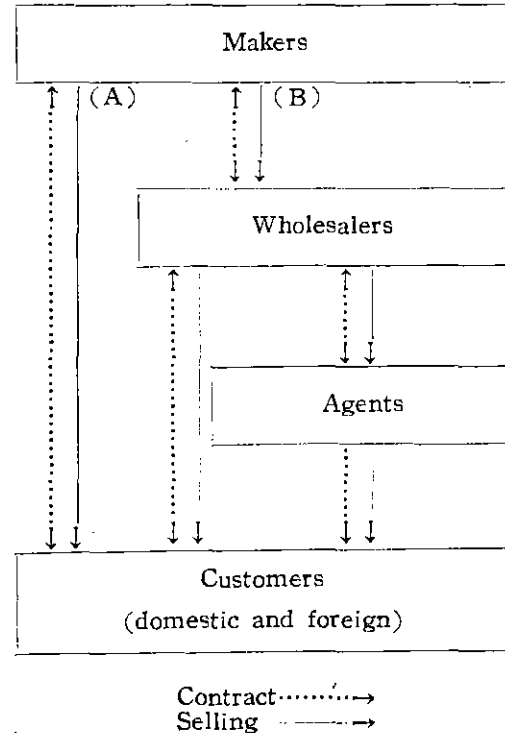 Makers
(A)
(B)
Wholesalers
Agents
Customers
(domestic and foreign)
Contract
Selling